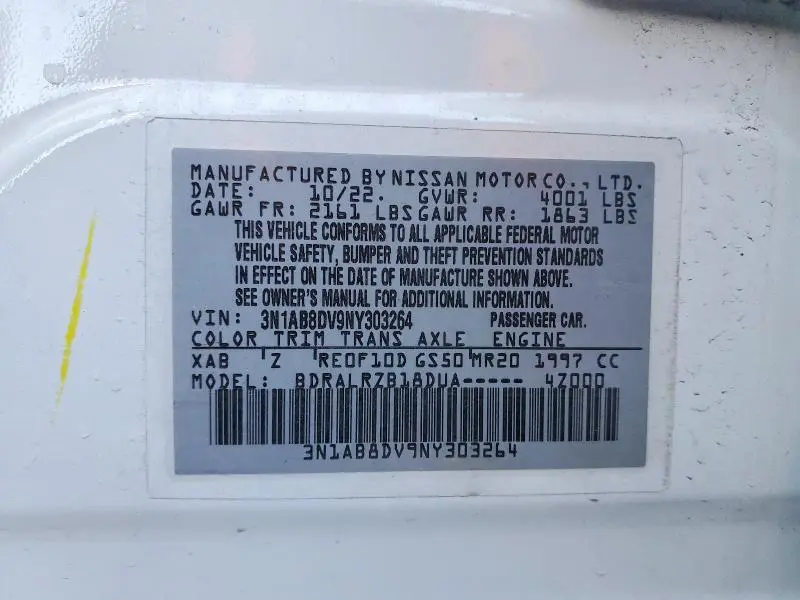 MANUFACTURED BY NISSAN MOTOR CO., LTD.
DATE: 10/22. GVWR: 4001 LBS
GAWR FR: 2161 LBS GAWR RR: 1863 LBS
THIS VEHICLE CONFORMS TO ALL APPLICABLE FEDERAL MOTOR
VEHICLE SAFETY, BUMPER AND THEFT PREVENTION STANDARDS
IN EFFECT ON THE DATE OF MANUFACTURE SHOWN ABOVE.
SEE OWNER'S MANUAL FOR ADDITIONAL INFORMATION.
VIN: 3N1AB8DV9NY303264 PASSENGER CAR.
COLOR TRIM TRANS AXLE ENGINE
XAB 'Z RE0F10D GS50 MR20 1997 CC
MODEL: BDRALRZB18DUA----- 4Z000
3N1AB8DV9NY303264